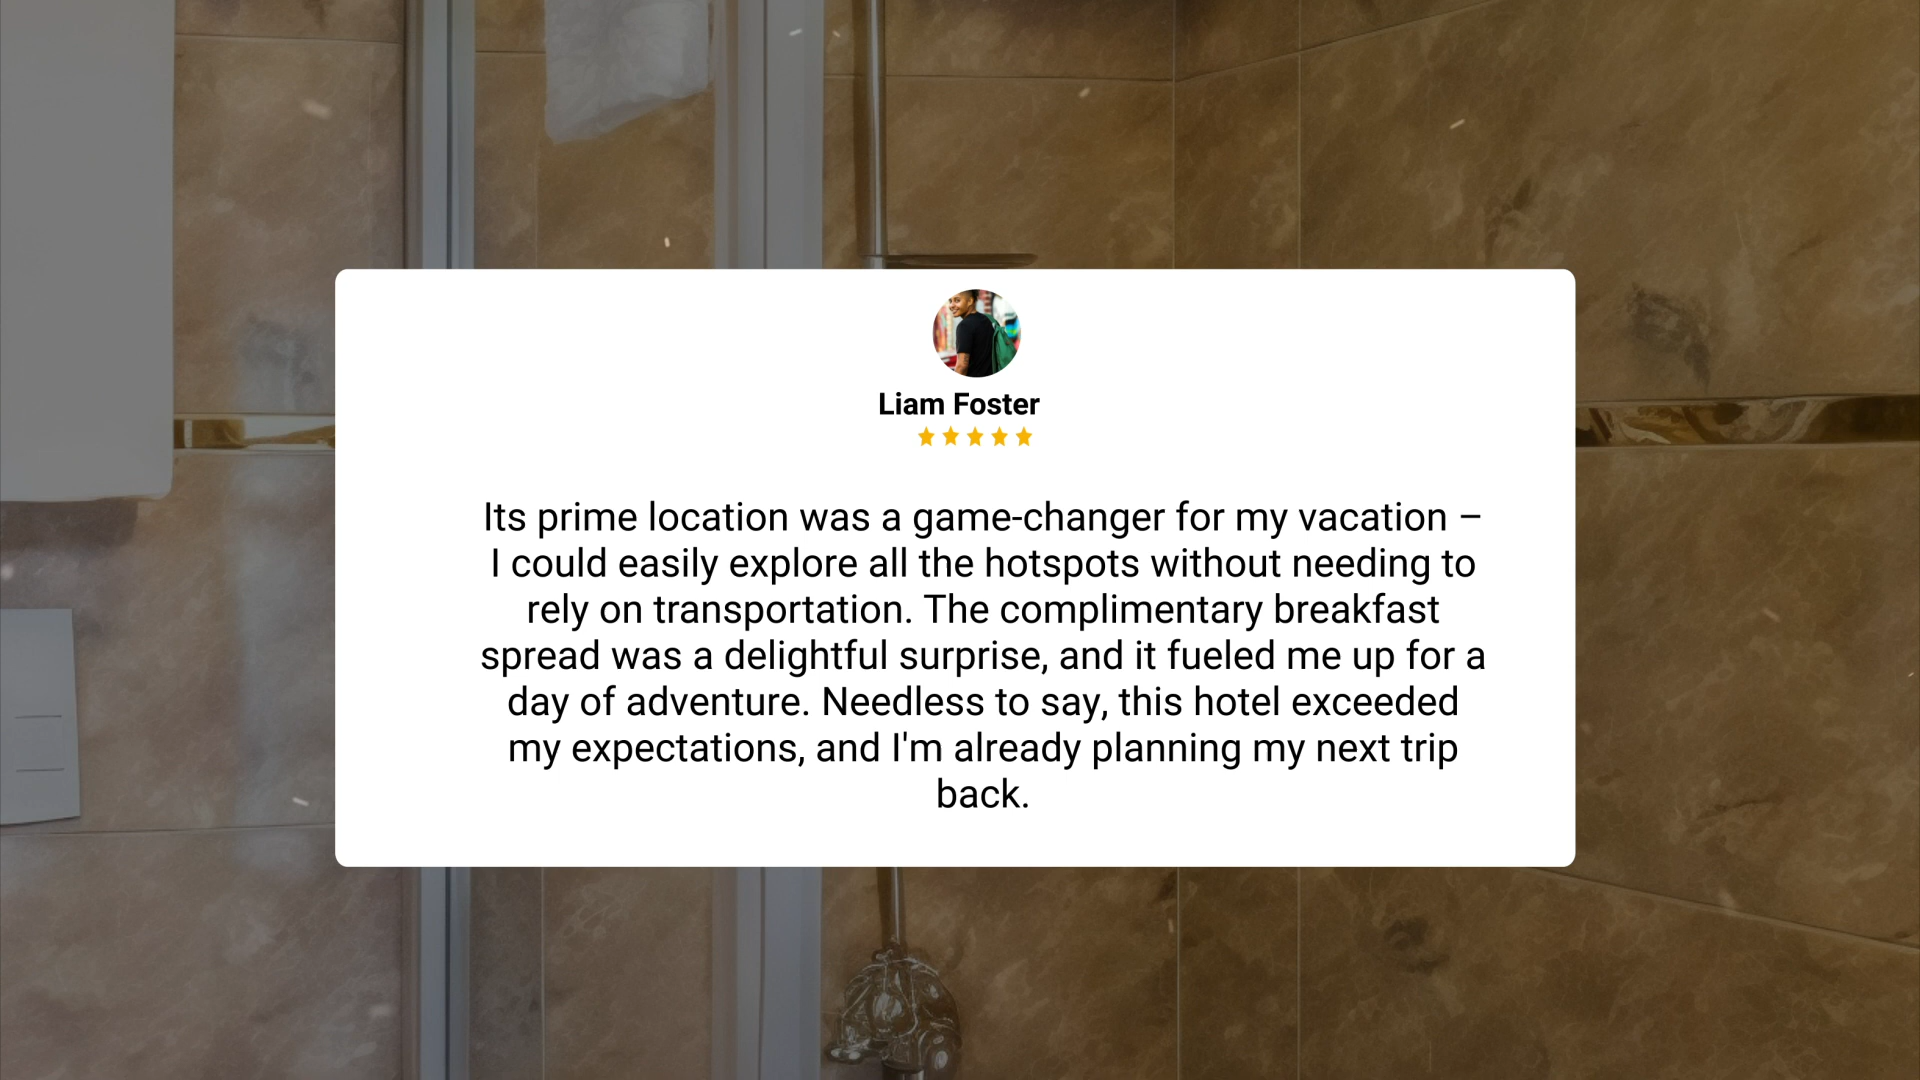 Liam Foster
Its prime location was a game-changer for my vacation –
I could easily explore all the hotspots without needing to
rely on transportation. The complimentary breakfast
spread was a delightful surprise, and it fueled me up for a
day of adventure. Needless to say, this hotel exceeded
my expectations, and I'm already planning my next trip
back.